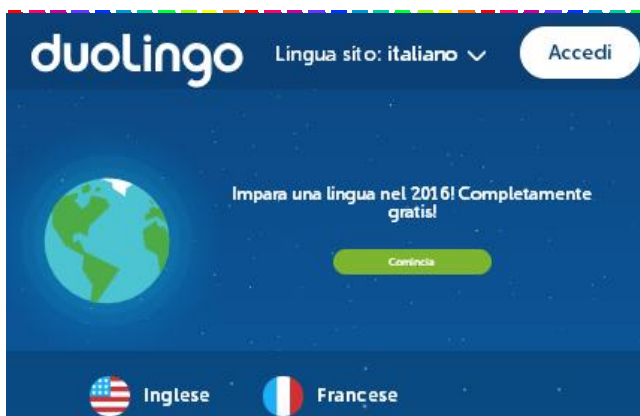 duolingo Lingua sito: italiano Accedi
Impara una lingua nel 2016! Completamente
gratis!
Comincia
Inglese Francese